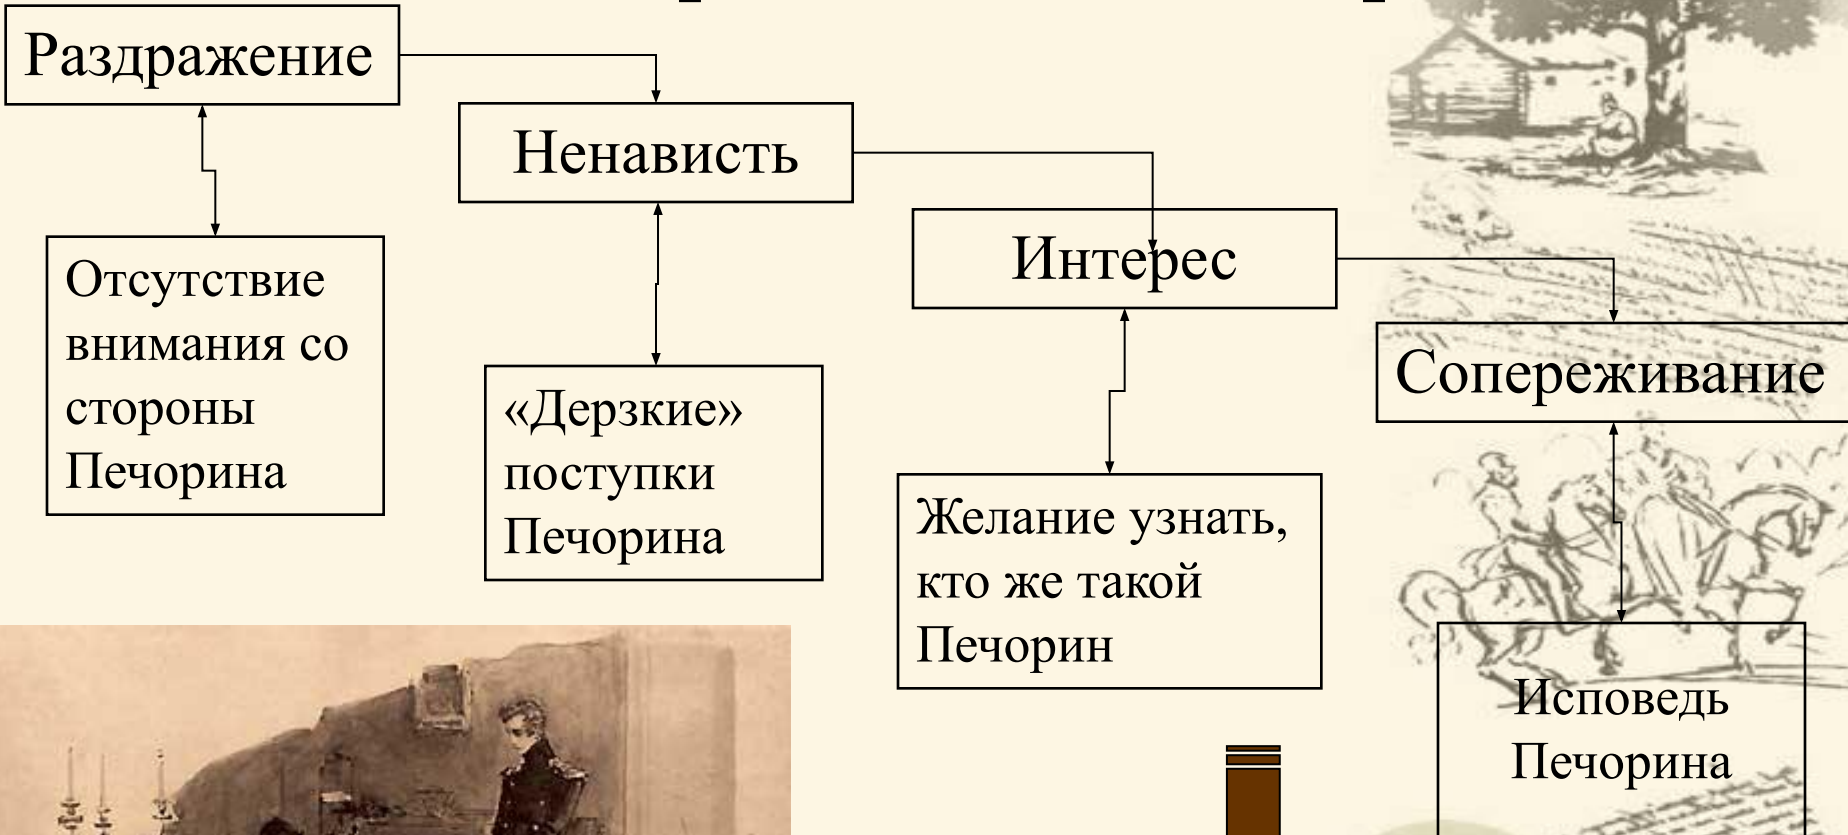 Раздражение
Ненависть
Интерес
Сопереживание
Отсутствие
внимания со
стороны
Печорина
«Дерзкие»
поступки
Печорина
Желание узнать,
кто же такой
Печорин
Исповедь
Печорина